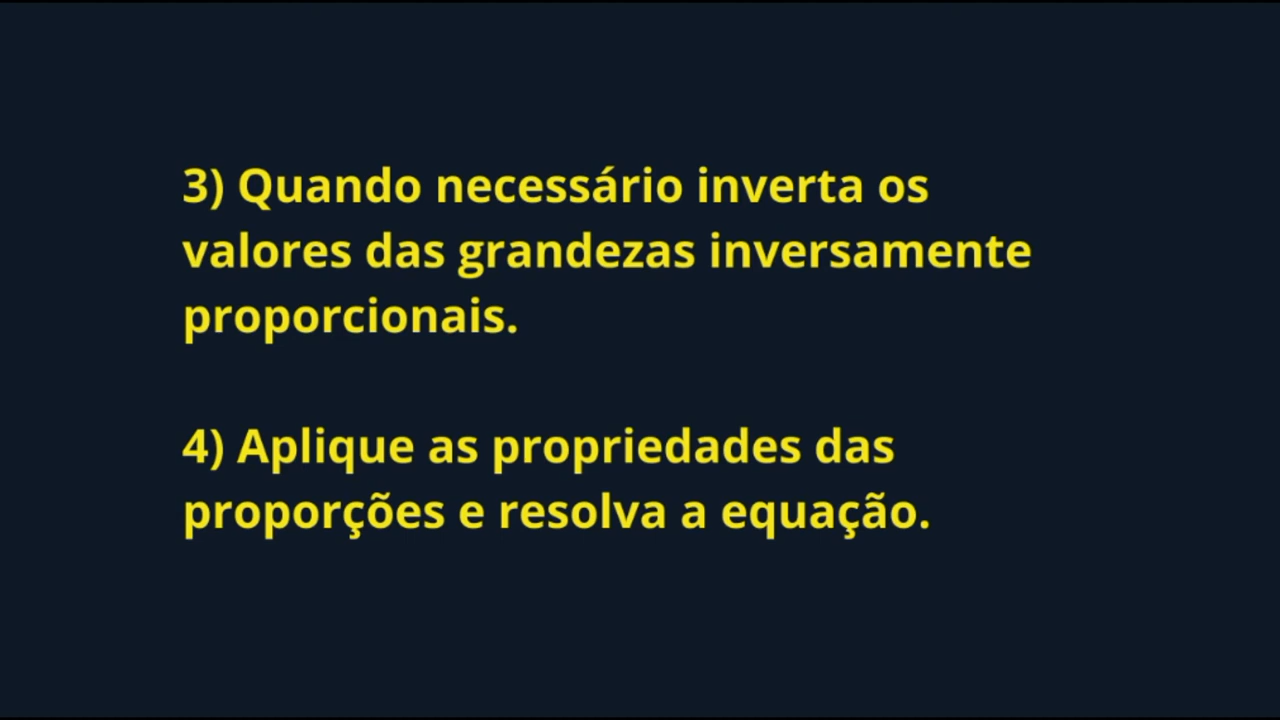 3) Quando necessário inverta os
valores das grandezas inversamente
proporcionais.
4) Aplique as propriedades das
proporções e resolva a equação.